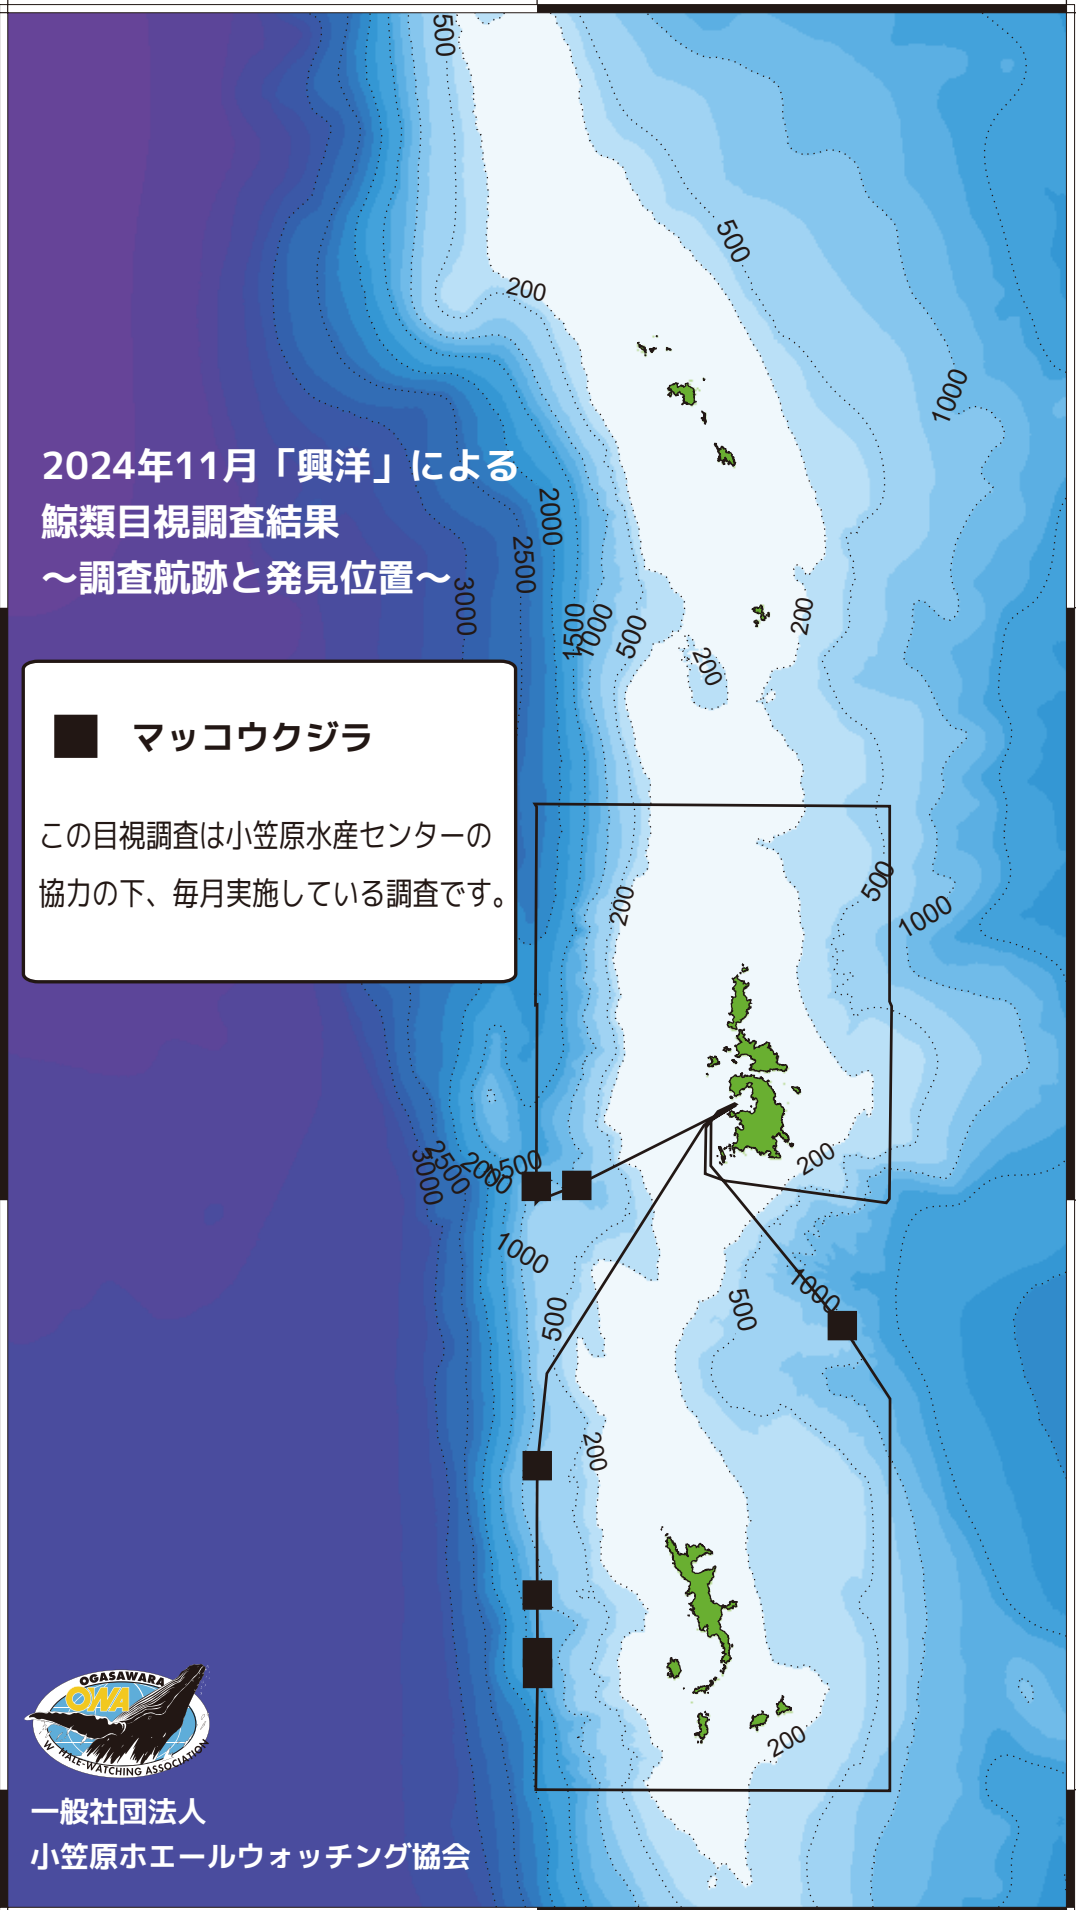 500
500
200
1000
2024年11月「興洋」による
鯨類目視調査結果
～調査航跡と発見位置～
2000
2500
3000
1500
1000
500
200
200
マッコウクジラ
この目視調査は小笠原水産センターの
協力の下、毎月実施している調査です。
200
500
1000
3000
2500
2000
1500
200
1000
500
500
1000
200
200
OGASAWARA
OWA
WHALE-WATCHING ASSOCIATION
一般社団法人
小笠原ホエールウォッチング協会